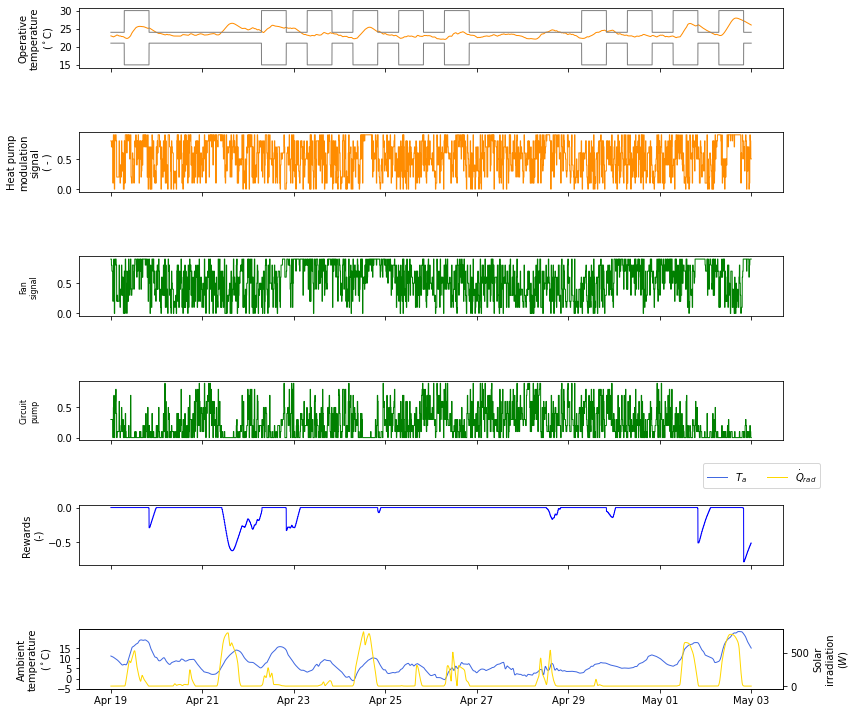 Operative
temperature
(°C)
30
25
20
15
Heat pump
modulation
signal
( - )
0.5
0.0
Fan
signal
0.5
0.0
Circuit
pump
0.5
0.0
T_a Q̇_rad
Rewards
(-)
0.0
−0.5
Ambient
temperature
(°C)
15
10
5
0
−5
500
0
Solar
irradiation
(W)
Apr 19 Apr 21 Apr 23 Apr 25 Apr 27 Apr 29 May 01 May 03